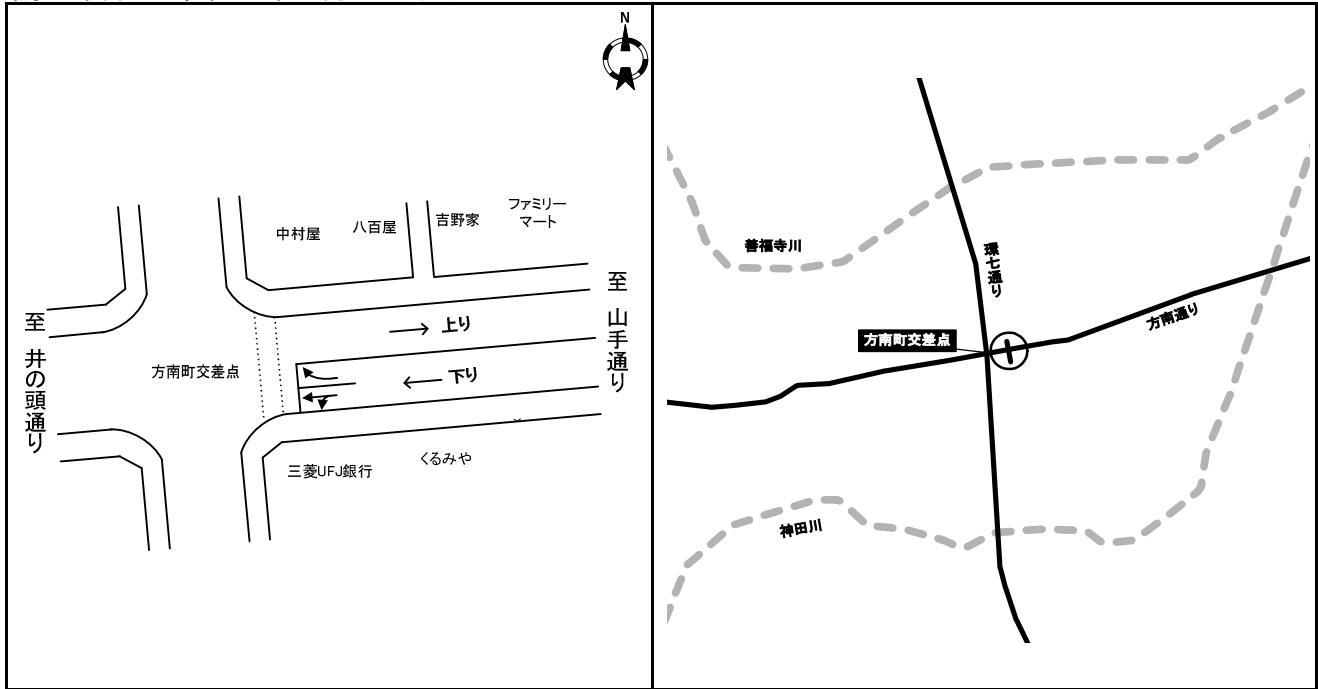 N
中村屋
八百屋
吉野家
ファミリー
マート
至 山手通り
至 井の頭通り
上り
方南町交差点
下り
三菱UFJ銀行
くるみや
善福寺川
環七通り
方南町交差点
方南通り
神田川